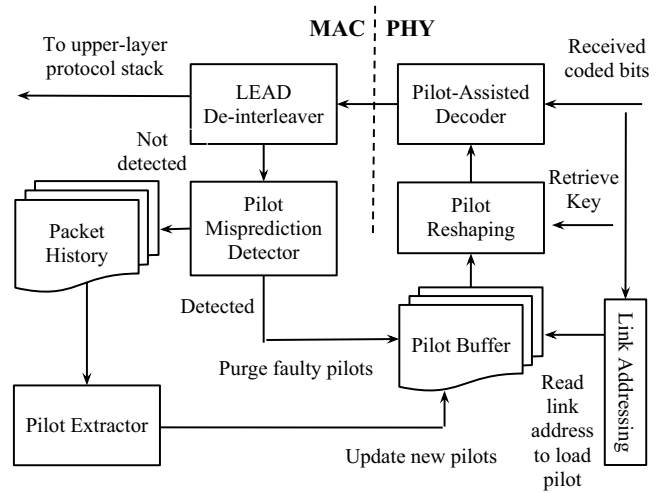 MAC PHY
To upper-layer
protocol stack
LEAD
De-interleaver
Pilot-Assisted
Decoder
Received
coded bits
Not
detected
Pilot
Misprediction
Detector
Packet
History
Pilot
Reshaping
Retrieve
Key
Detected
Purge faulty pilots
Pilot Buffer
Link Addressing
Read
link
address
to load
pilot
Pilot Extractor
Update new pilots